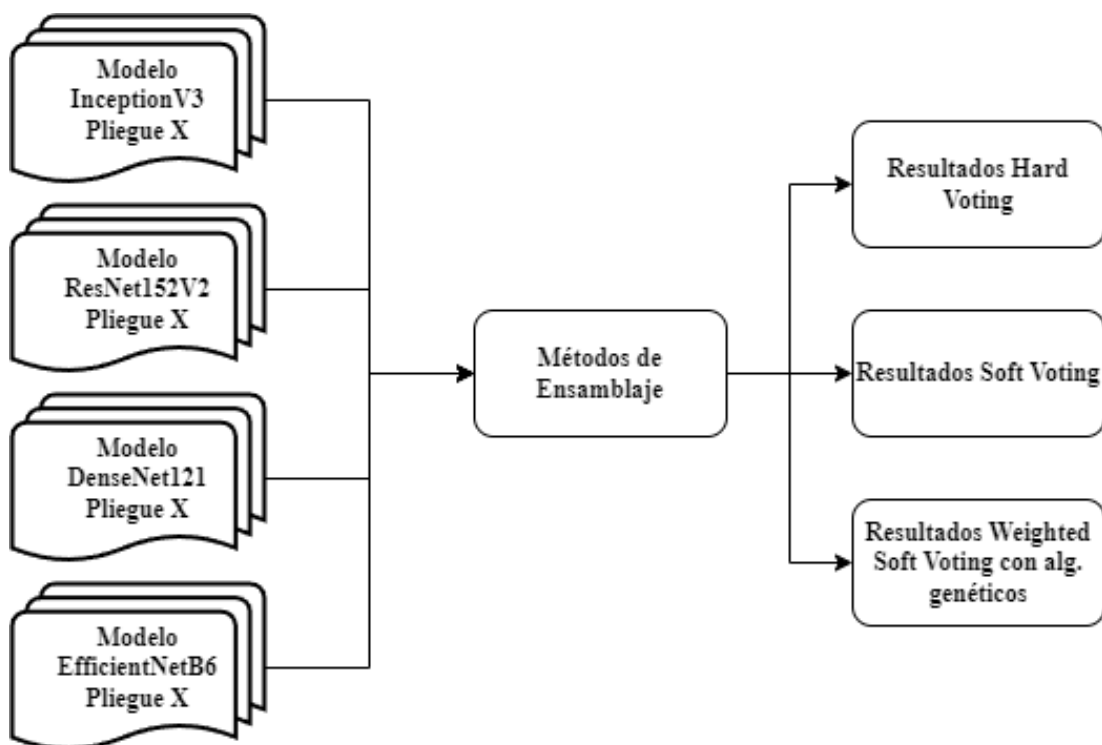 Modelo
InceptionV3
Pliegue X
Modelo
ResNet152V2
Pliegue X
Modelo
DenseNet121
Pliegue X
Modelo
EfficientNetB6
Pliegue X
Métodos de
Ensamblaje
Resultados Hard
Voting
Resultados Soft Voting
Resultados Weighted
Soft Voting con alg.
genéticos